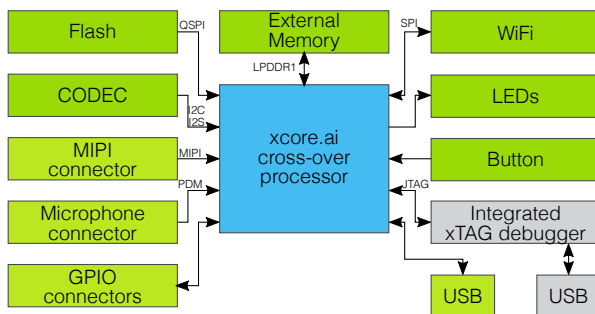 Flash
QSPI
External
Memory
SPI
WiFi
LPDDR1
CODEC
I2C
I2S
LEDs
xcore.ai
cross-over
processor
MIPI
connector
MIPI
Button
PDM
JTAG
Microphone
connector
Integrated
xTAG debugger
GPIO
connectors
USB
USB